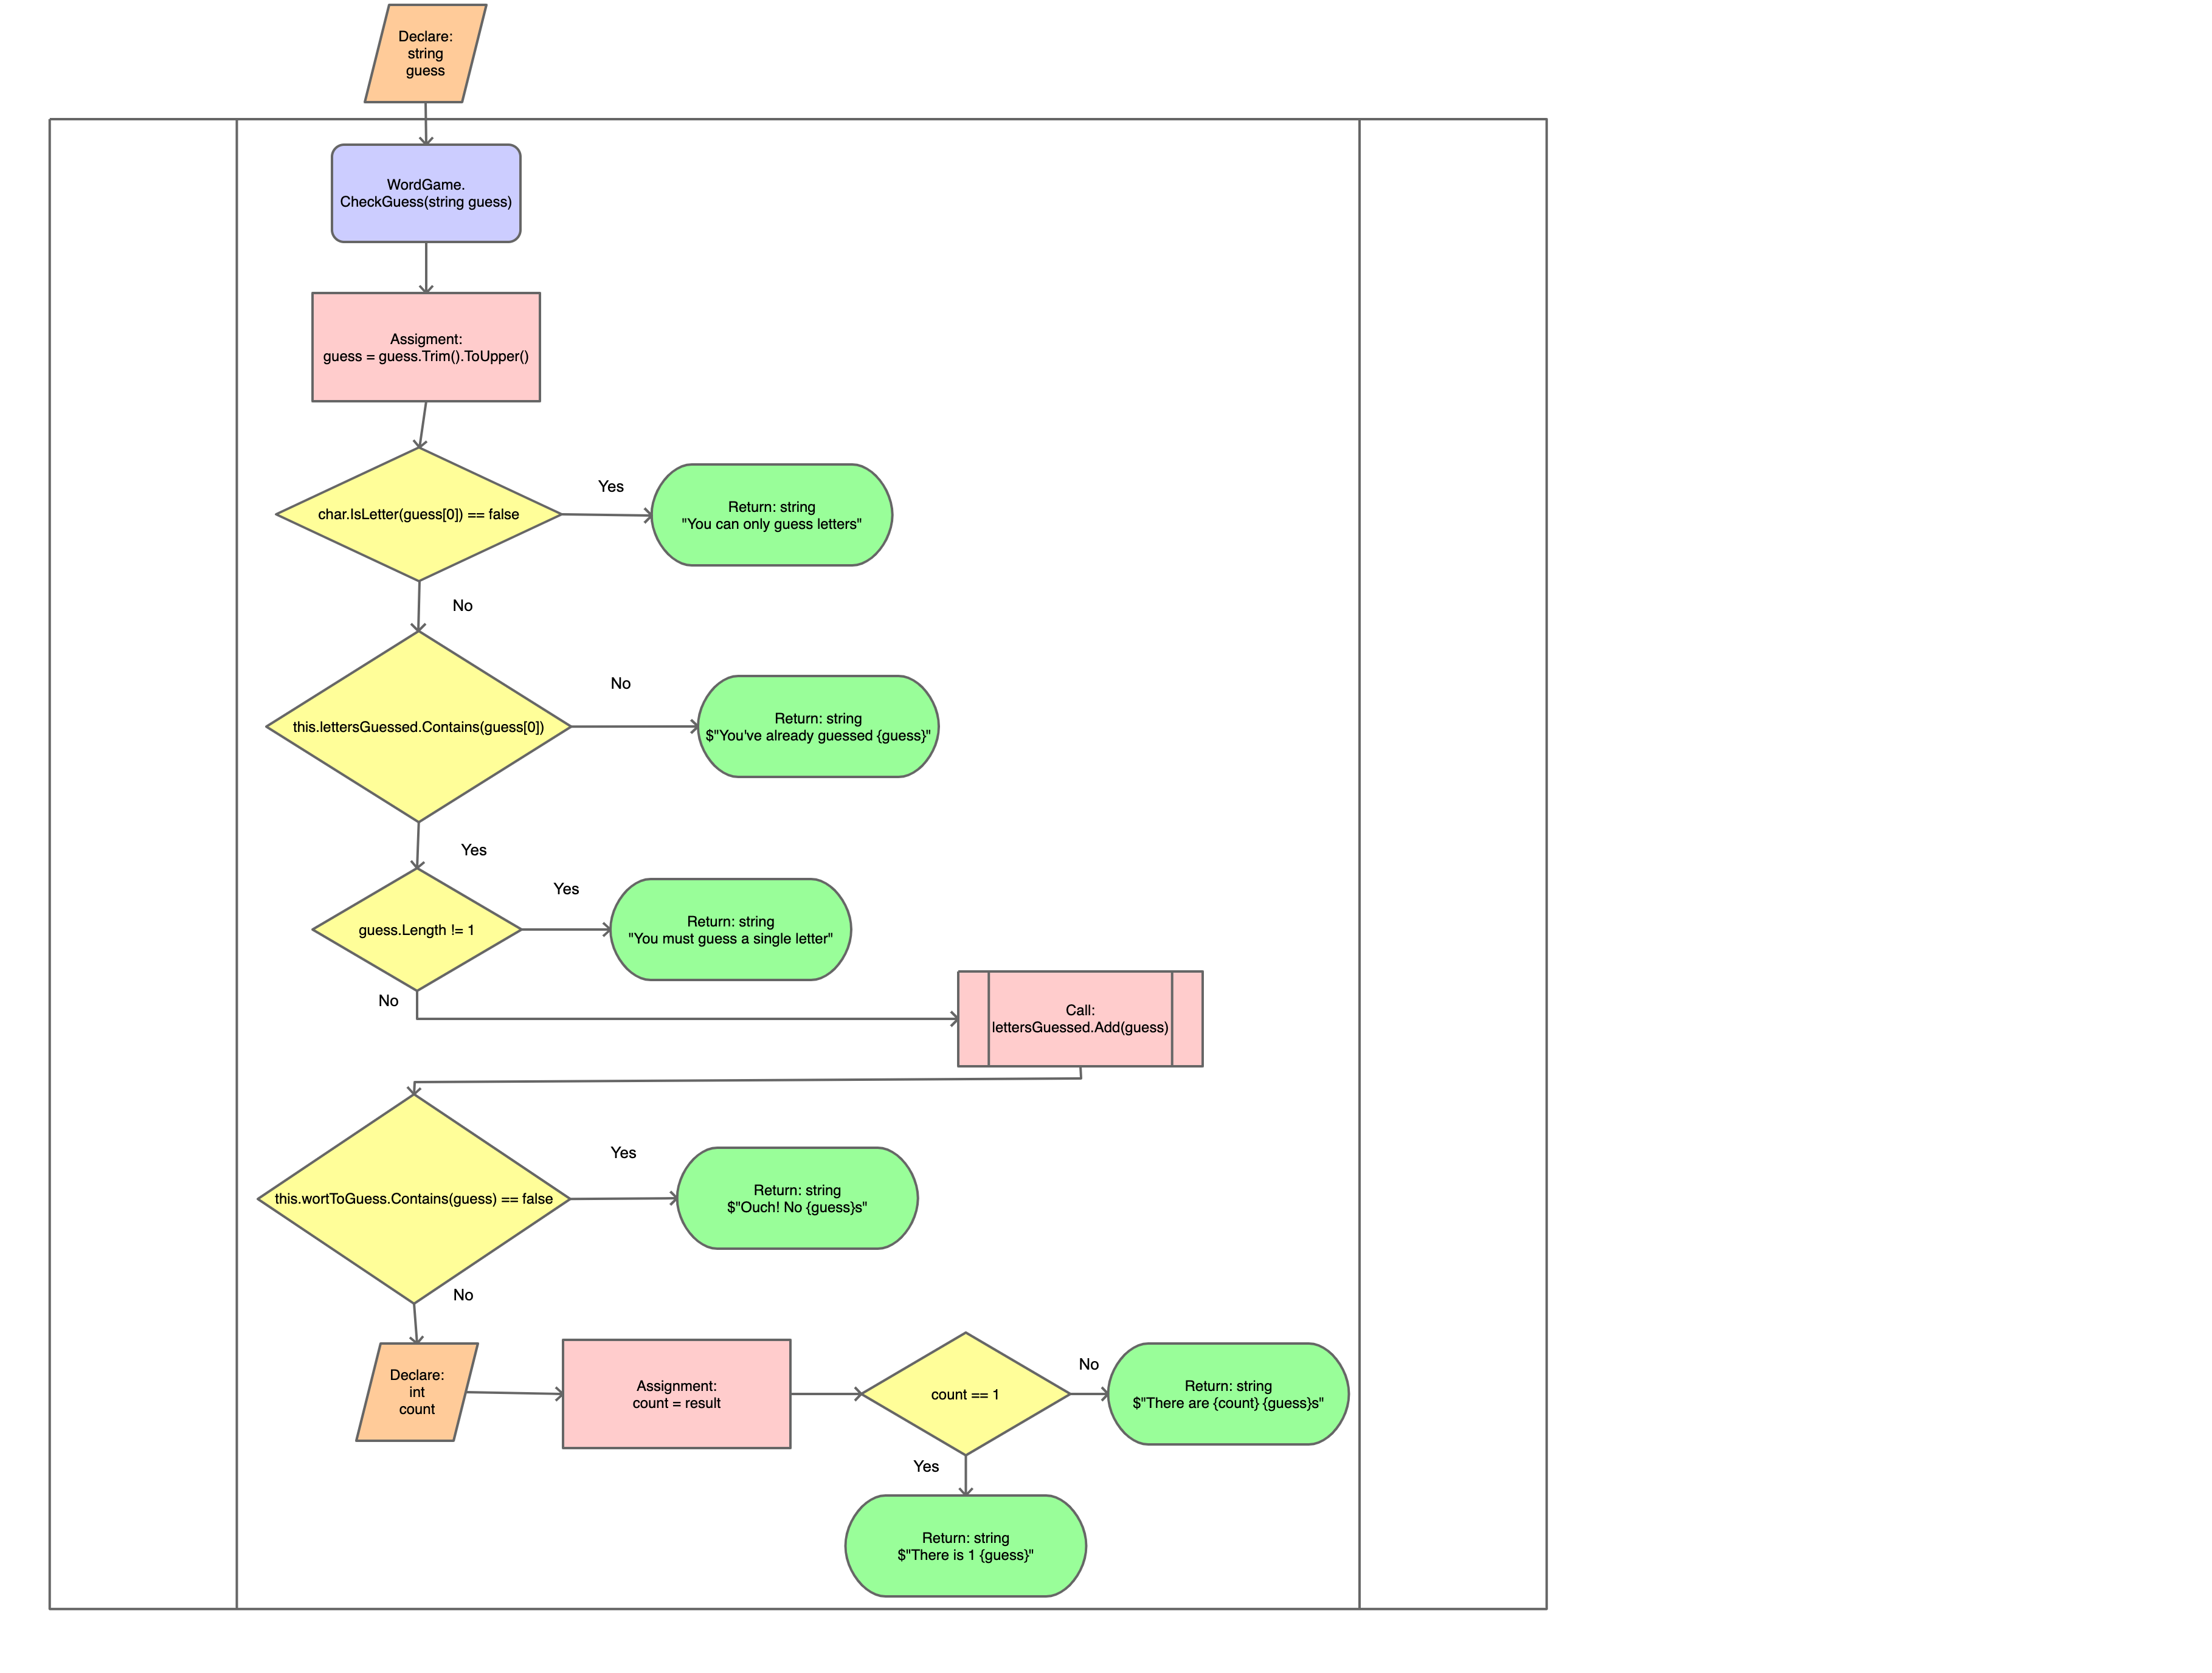 Declare:
string
guess
WordGame.
CheckGuess(string guess)
Assigment:
guess = guess.Trim().ToUpper()
char.IsLetter(guess[0]) == false
Yes
Return: string
"You can only guess letters"
No
this.lettersGuessed.Contains(guess[0])
No
Return: string
$"You've already guessed {guess}"
Yes
guess.Length != 1
Yes
Return: string
"You must guess a single letter"
No
Call:
lettersGuessed.Add(guess)
this.wortToGuess.Contains(guess) == false
Yes
Return: string
$"Ouch! No {guess}s"
No
Declare:
int
count
Assignment:
count = result
count == 1
No
Return: string
$"There are {count} {guess}s"
Yes
Return: string
$"There is 1 {guess}"